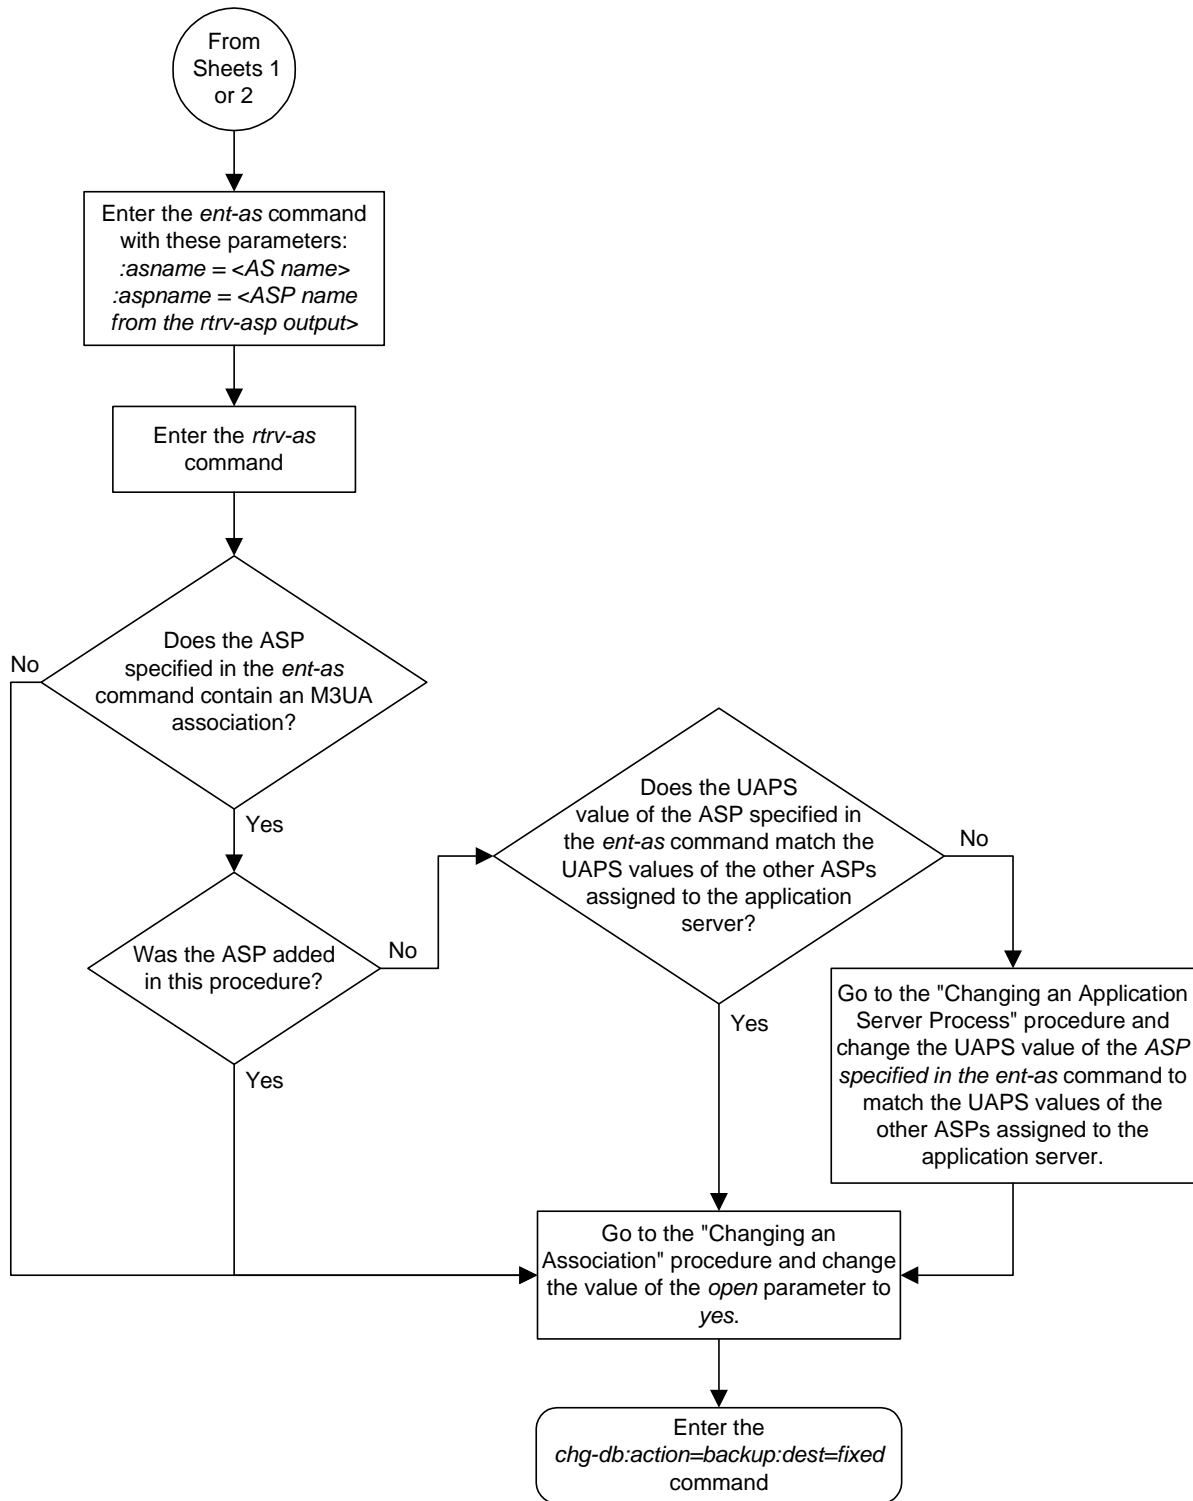 From
Sheets 1
or 2
Enter the ent-as command
with these parameters:
:asname = <AS name>
:aspname = <ASP name
from the rtrv-asp output>
Enter the rtrv-as
command
Does the ASP
specified in the ent-as
command contain an M3UA
association?
No
Yes
Was the ASP added
in this procedure?
No
Yes
Does the UAPS
value of the ASP specified in
the ent-as command match the
UAPS values of the other ASPs
assigned to the application
server?
No
Yes
Go to the "Changing an Application
Server Process" procedure and
change the UAPS value of the ASP
specified in the ent-as command to
match the UAPS values of the
other ASPs assigned to the
application server.
Go to the "Changing an
Association" procedure and change
the value of the open parameter to
yes.
Enter the
chg-db:action=backup:dest=fixed
command